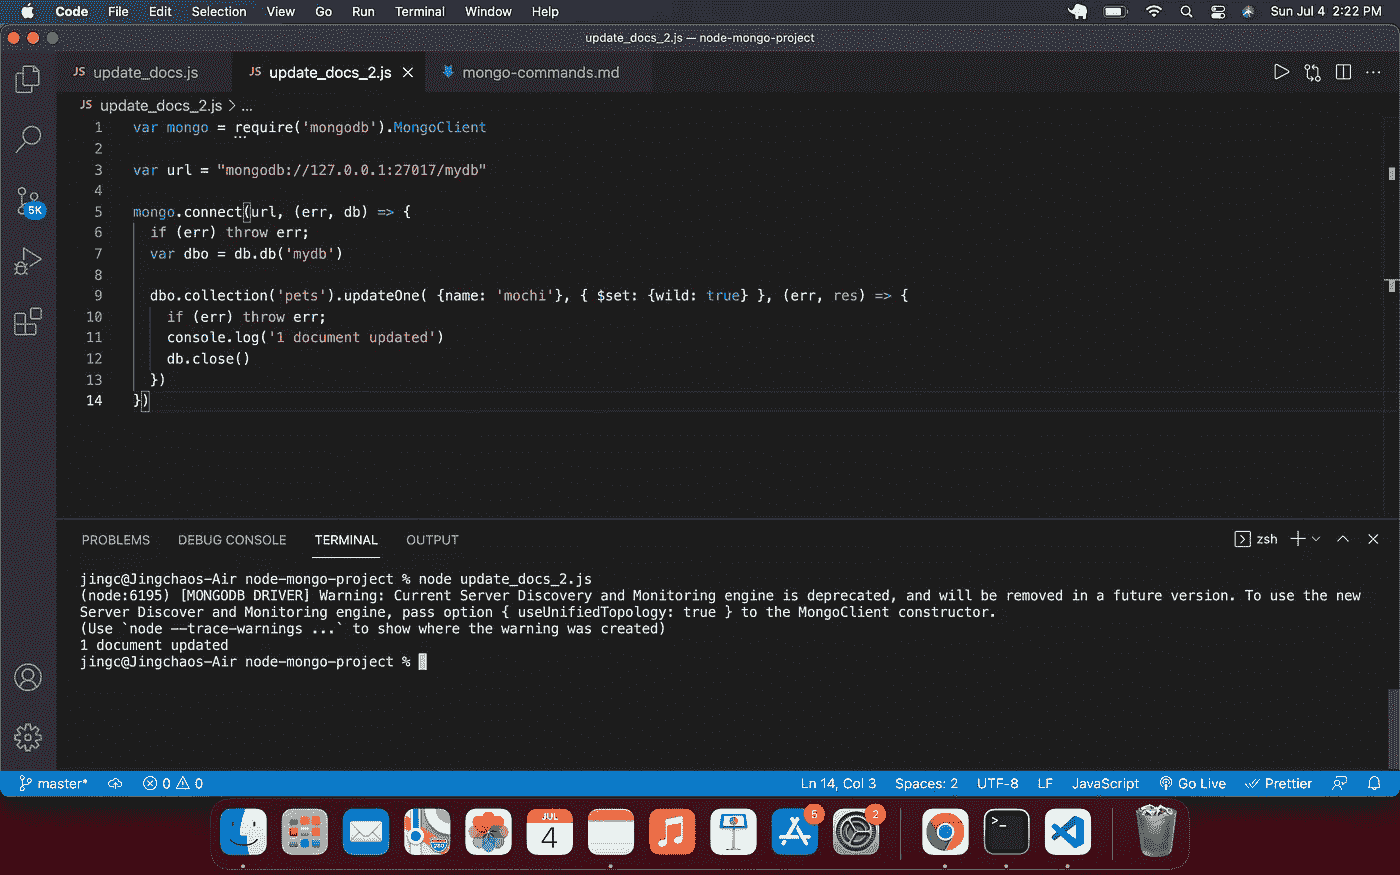 Code File Edit Selection View Go Run Terminal Window Help Sun Jul 4 2:22 PM
update_docs_2.js — node-mongo-project
JS update_docs.js JS update_docs_2.js mongo-commands.md
JS update_docs_2.js > ...
1 var mongo = require('mongodb').MongoClient
2
3 var url = "mongodb://127.0.0.1:27017/mydb"
4
5 mongo.connect(url, (err, db) => {
6 if (err) throw err;
7 var dbo = db.db('mydb')
8
9 dbo.collection('pets').updateOne( {name: 'mochi'}, { $set: {wild: true} }, (err, res) => {
10 if (err) throw err;
11 console.log('1 document updated')
12 db.close()
13 })
14 })
5K
PROBLEMS DEBUG CONSOLE TERMINAL OUTPUT zsh
jingc@Jingchaos-Air node-mongo-project % node update_docs_2.js
(node:6195) [MONGODB DRIVER] Warning: Current Server Discovery and Monitoring engine is deprecated, and will be removed in a future version. To use the new
Server Discover and Monitoring engine, pass option { useUnifiedTopology: true } to the MongoClient constructor.
(Use `node --trace-warnings ...` to show where the warning was created)
1 document updated
jingc@Jingchaos-Air node-mongo-project %
master* 0 0 Ln 14, Col 3 Spaces: 2 UTF-8 LF JavaScript Go Live Prettier
JUL
4
5
2